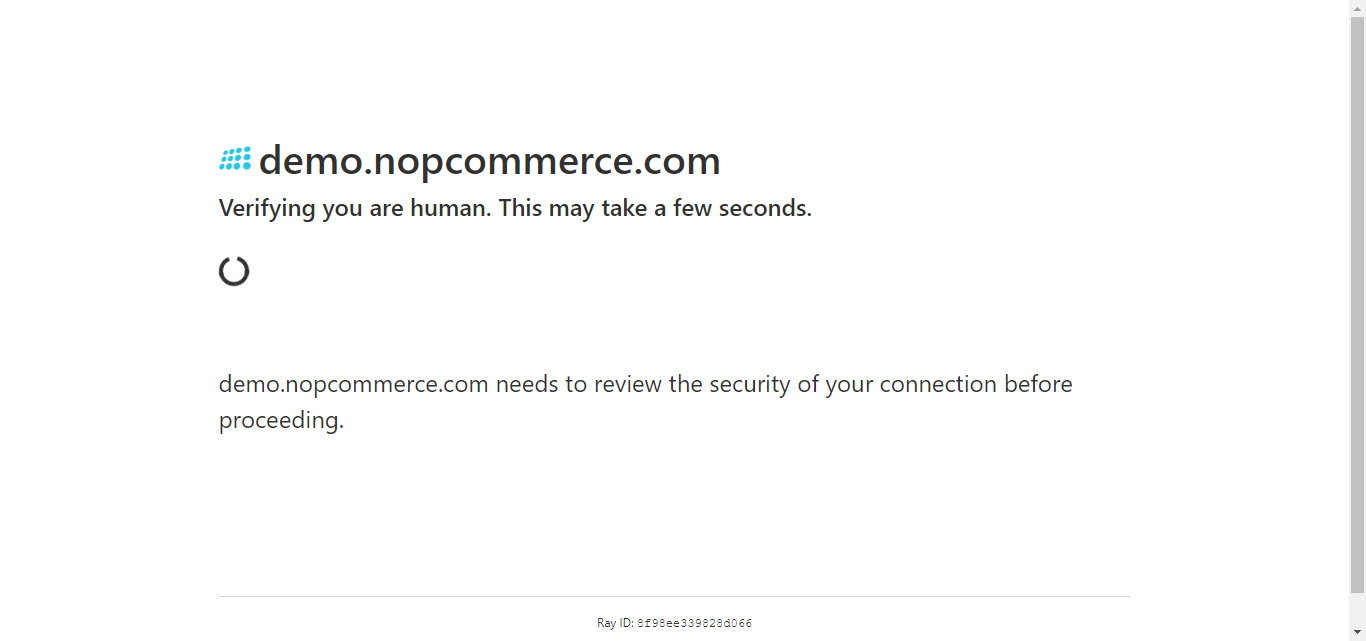 demo.nopcommerce.com
Verifying you are human. This may take a few seconds.
demo.nopcommerce.com needs to review the security of your connection before
proceeding.
Ray ID: 8f98ee339828d066